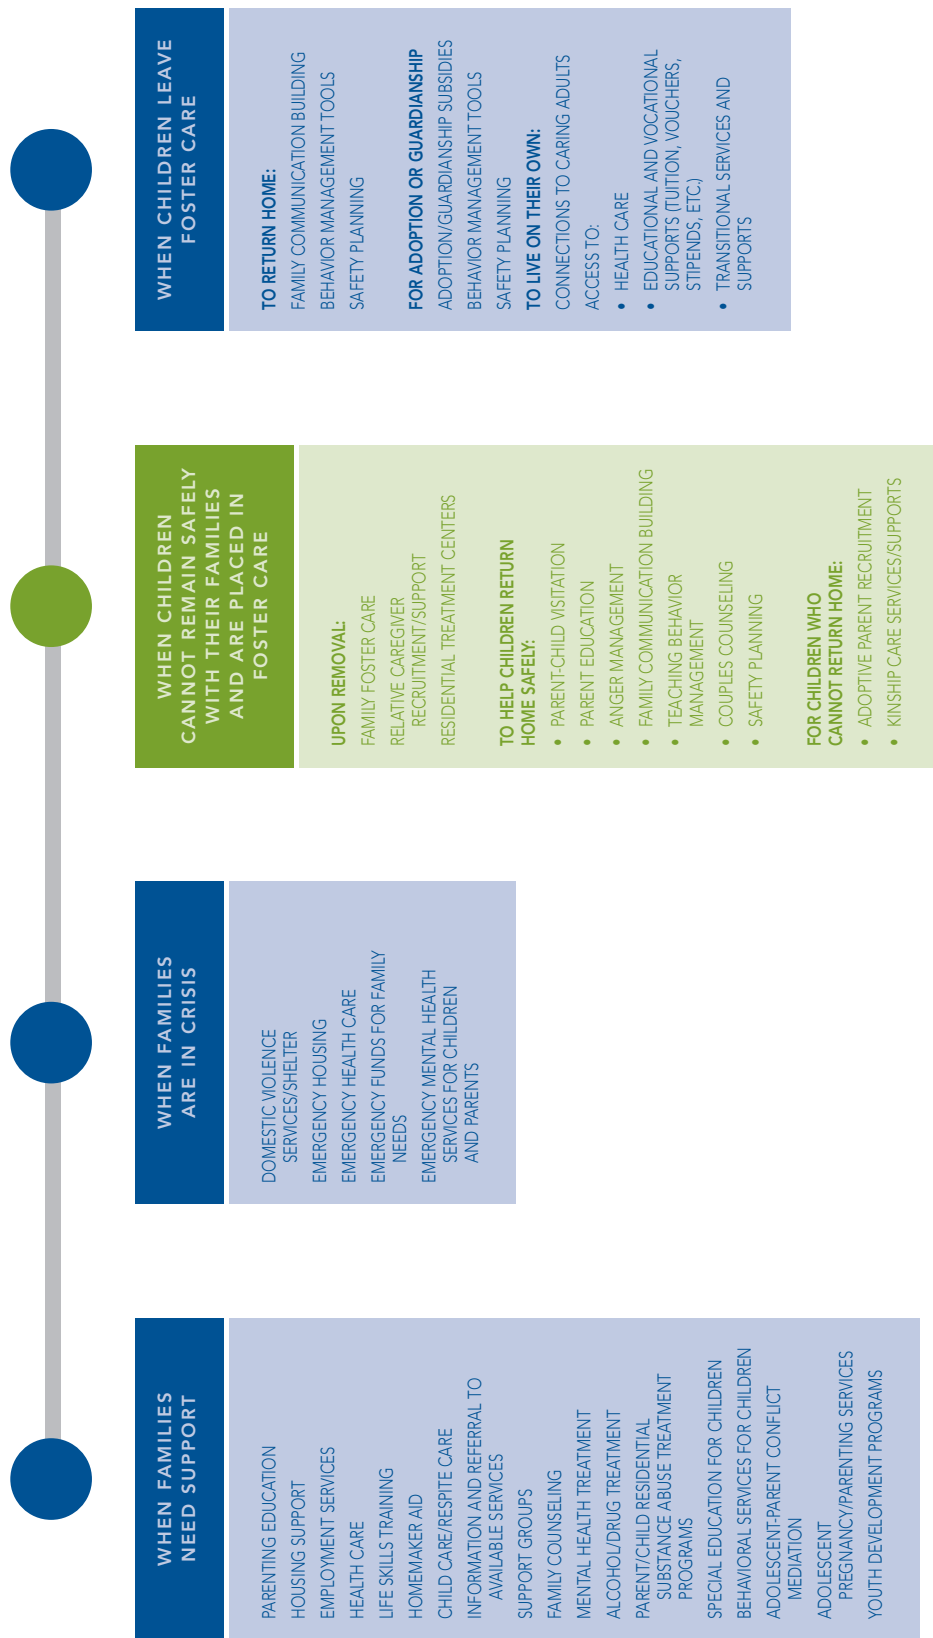 WHEN FAMILIES
NEED SUPPORT
PARENTING EDUCATION
HOUSING SUPPORT
EMPLOYMENT SERVICES
HEALTH CARE
LIFE SKILLS TRAINING
HOMEMAKER AID
CHILD CARE/RESPITE CARE
INFORMATION AND REFERRAL TO
AVAILABLE SERVICES
SUPPORT GROUPS
FAMILY COUNSELING
MENTAL HEALTH TREATMENT
ALCOHOL/DRUG TREATMENT
PARENT/CHILD RESIDENTIAL
SUBSTANCE ABUSE TREATMENT
PROGRAMS
SPECIAL EDUCATION FOR CHILDREN
BEHAVIORAL SERVICES FOR CHILDREN
ADOLESCENT-PARENT CONFLICT
MEDIATION
ADOLESCENT
PREGNANCY/PARENTING SERVICES
YOUTH DEVELOPMENT PROGRAMS
WHEN FAMILIES
ARE IN CRISIS
DOMESTIC VIOLENCE
SERVICES/SHELTER
EMERGENCY HOUSING
EMERGENCY HEALTH CARE
EMERGENCY FUNDS FOR FAMILY
NEEDS
EMERGENCY MENTAL HEALTH
SERVICES FOR CHILDREN
AND PARENTS
WHEN CHILDREN
CANNOT REMAIN SAFELY
WITH THEIR FAMILIES
AND ARE PLACED IN
FOSTER CARE
UPON REMOVAL:
FAMILY FOSTER CARE
RELATIVE CAREGIVER
RECRUITMENT/SUPPORT
RESIDENTIAL TREATMENT CENTERS
TO HELP CHILDREN RETURN
HOME SAFELY:
• PARENT-CHILD VISITATION
• PARENT EDUCATION
• ANGER MANAGEMENT
• FAMILY COMMUNICATION BUILDING
• TEACHING BEHAVIOR
MANAGEMENT
• COUPLES COUNSELING
• SAFETY PLANNING
FOR CHILDREN WHO
CANNOT RETURN HOME:
• ADOPTIVE PARENT RECRUITMENT
• KINSHIP CARE SERVICES/SUPPORTS
WHEN CHILDREN LEAVE
FOSTER CARE
TO RETURN HOME:
FAMILY COMMUNICATION BUILDING
BEHAVIOR MANAGEMENT TOOLS
SAFETY PLANNING
FOR ADOPTION OR GUARDIANSHIP
ADOPTION/GUARDIANSHIP SUBSIDIES
BEHAVIOR MANAGEMENT TOOLS
SAFETY PLANNING
TO LIVE ON THEIR OWN:
CONNECTIONS TO CARING ADULTS
ACCESS TO:
• HEALTH CARE
• EDUCATIONAL AND VOCATIONAL
SUPPORTS (TUITION, VOUCHERS,
STIPENDS, ETC.)
• TRANSITIONAL SERVICES AND
SUPPORTS